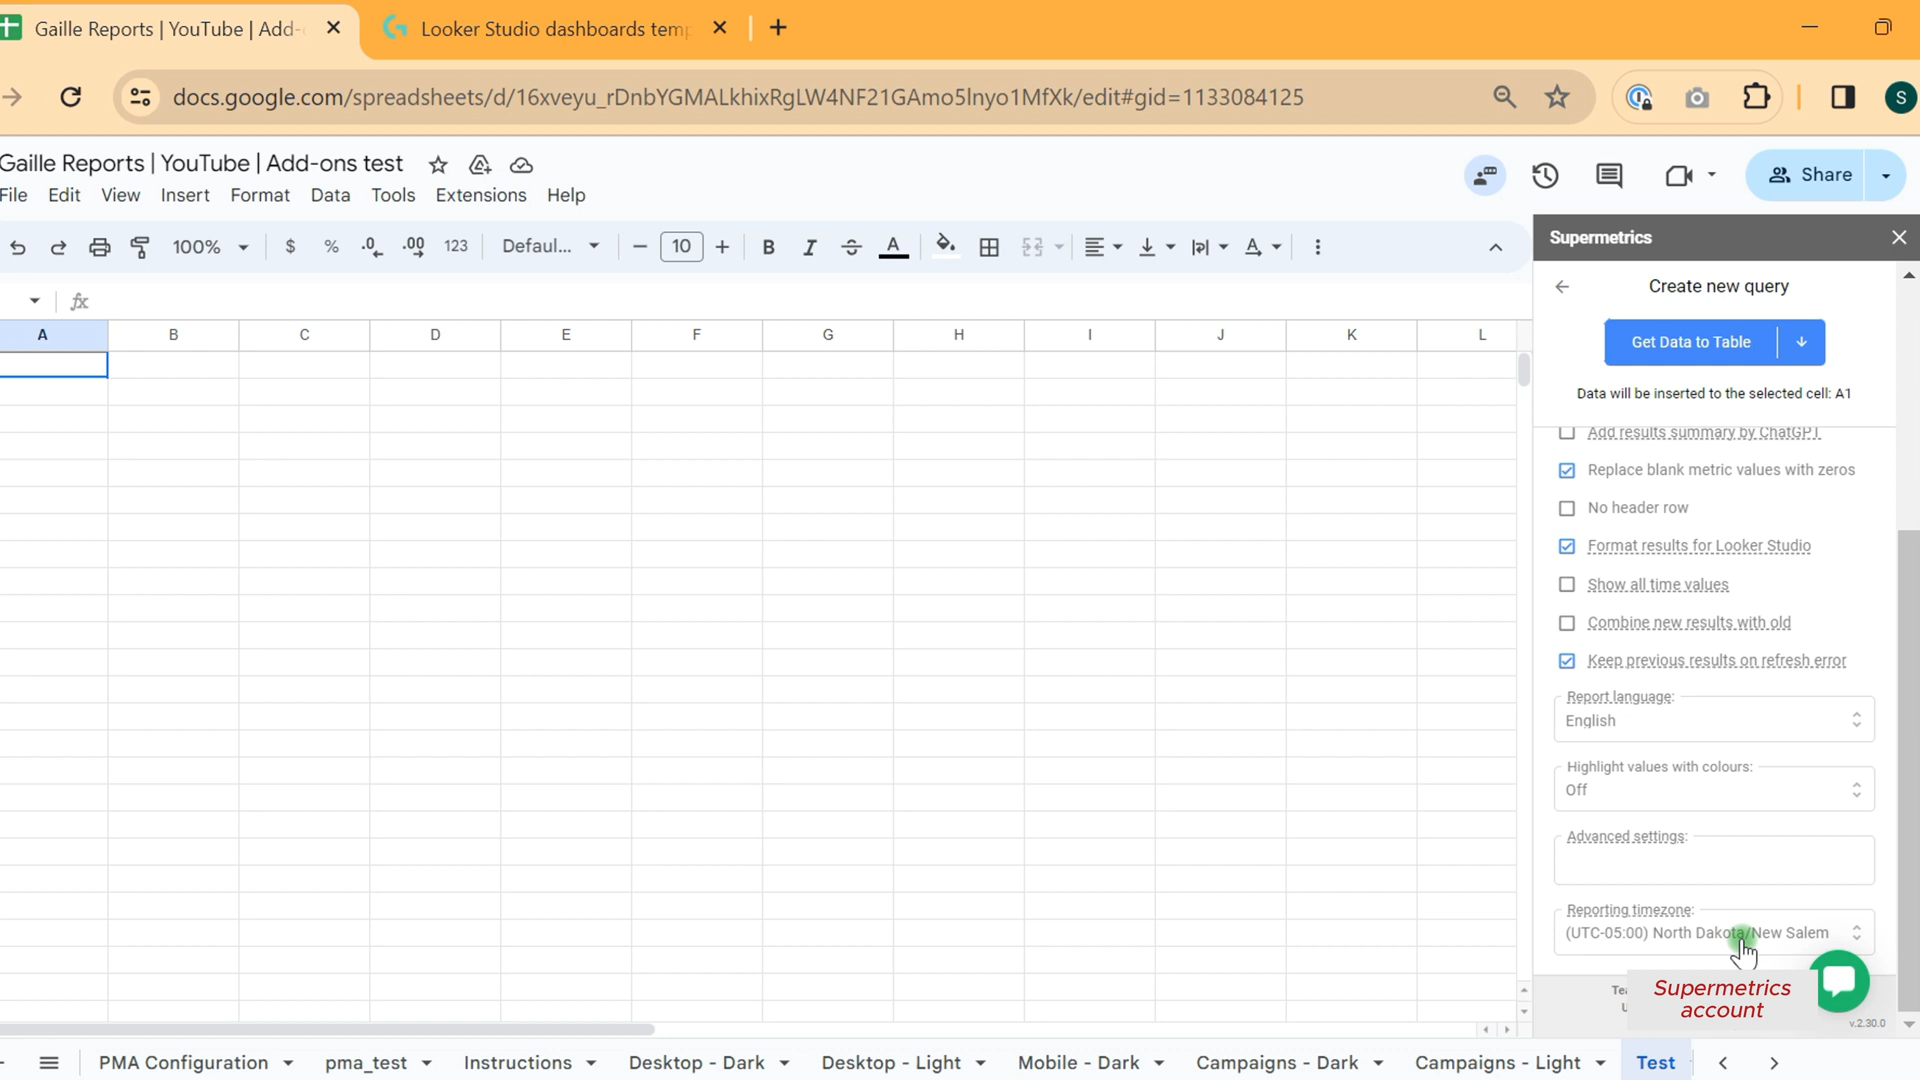 Gaille Reports | YouTube | Add-
Looker Studio dashboards temp
docs.google.com/spreadsheets/d/16xveyu_rDnbYGMALkhixRgLW4NF21GAmo5lnyo1MfXk/edit#gid=1133084125
S
Gaille Reports | YouTube | Add-ons test
File Edit View Insert Format Data Tools Extensions Help
Share
100% $ % .0 .00 123 Defaul... 10 B I S A
Supermetrics
fx
Create new query
A B C D E F G H I J K L
Get Data to Table
Data will be inserted to the selected cell: A1
Add results summary by ChatGPT
Replace blank metric values with zeros
No header row
Format results for Looker Studio
Show all time values
Combine new results with old
Keep previous results on refresh error
Report language:
English
Highlight values with colours:
Off
Advanced settings:
Reporting timezone:
(UTC-05:00) North Dakota/New Salem
Supermetrics
account
v.2.30.0
PMA Configuration pma_test Instructions Desktop - Dark Desktop - Light Mobile - Dark Campaigns - Dark Campaigns - Light Test